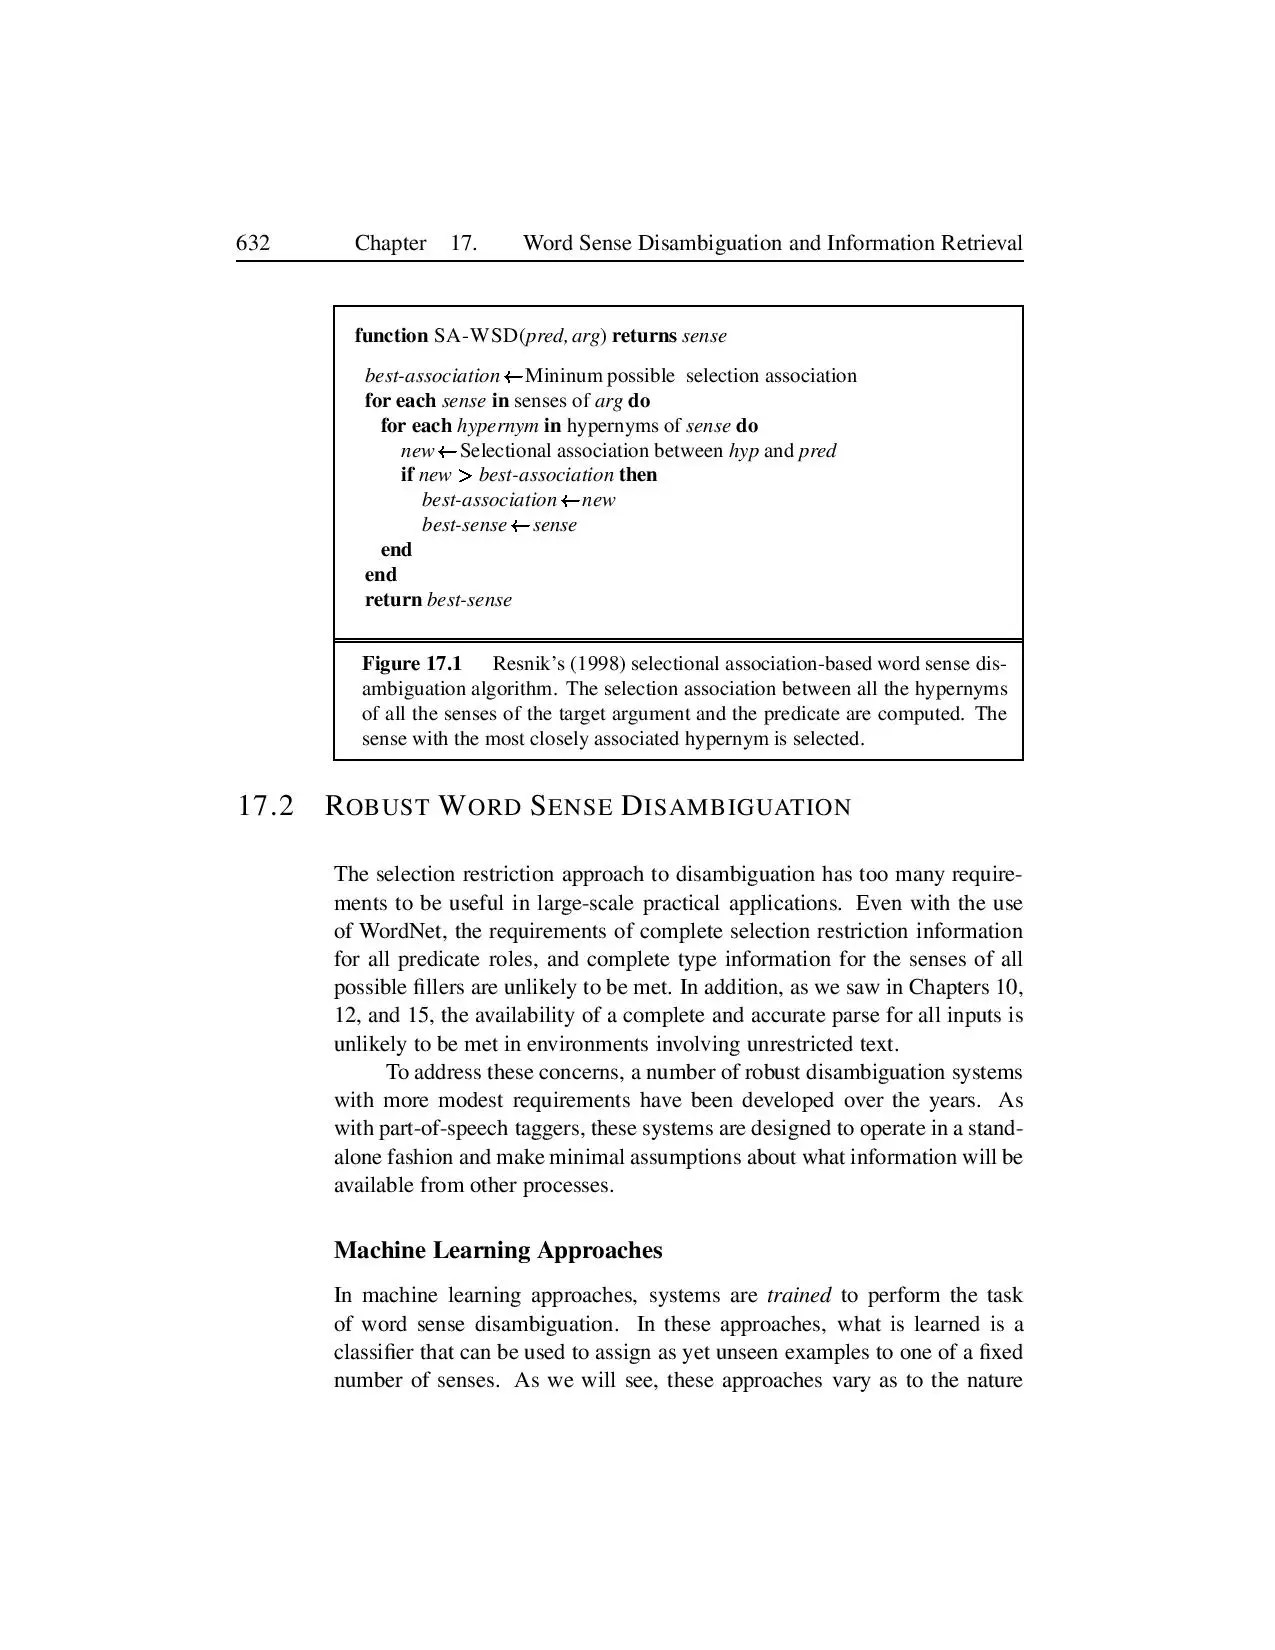 632 Chapter 17. Word Sense Disambiguation and Information Retrieval
function SA-WSD(pred, arg) returns sense
best-association ← Mininum possible selection association
for each sense in senses of arg do
for each hypernym in hypernyms of sense do
new ← Selectional association between hyp and pred
if new > best-association then
best-association ← new
best-sense ← sense
end
end
return best-sense
Figure 17.1 Resnik's (1998) selectional association-based word sense dis-
ambiguation algorithm. The selection association between all the hypernyms
of all the senses of the target argument and the predicate are computed. The
sense with the most closely associated hypernym is selected.
17.2 ROBUST WORD SENSE DISAMBIGUATION
The selection restriction approach to disambiguation has too many require-
ments to be useful in large-scale practical applications. Even with the use
of WordNet, the requirements of complete selection restriction information
for all predicate roles, and complete type information for the senses of all
possible fillers are unlikely to be met. In addition, as we saw in Chapters 10,
12, and 15, the availability of a complete and accurate parse for all inputs is
unlikely to be met in environments involving unrestricted text.
To address these concerns, a number of robust disambiguation systems
with more modest requirements have been developed over the years. As
with part-of-speech taggers, these systems are designed to operate in a stand-
alone fashion and make minimal assumptions about what information will be
available from other processes.
Machine Learning Approaches
In machine learning approaches, systems are trained to perform the task
of word sense disambiguation. In these approaches, what is learned is a
classifier that can be used to assign as yet unseen examples to one of a fixed
number of senses. As we will see, these approaches vary as to the nature